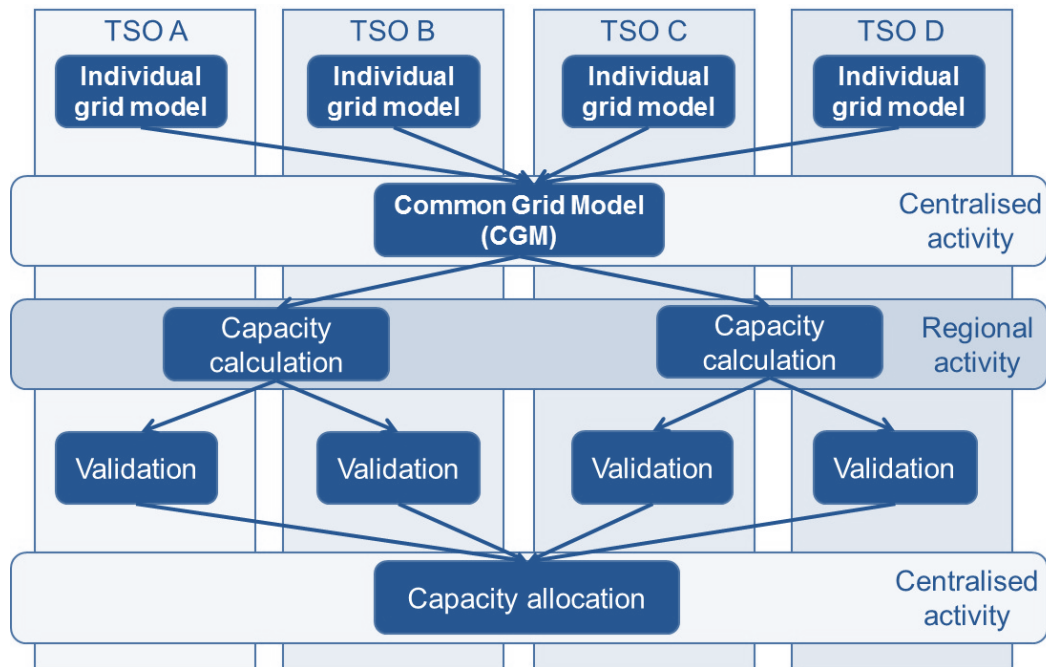 TSO A
TSO B
TSO C
TSO D
Individual
grid model
Individual
grid model
Individual
grid model
Individual
grid model
Common Grid Model
(CGM)
Centralised
activity
Capacity
calculation
Capacity
calculation
Regional
activity
Validation
Validation
Validation
Validation
Capacity allocation
Centralised
activity